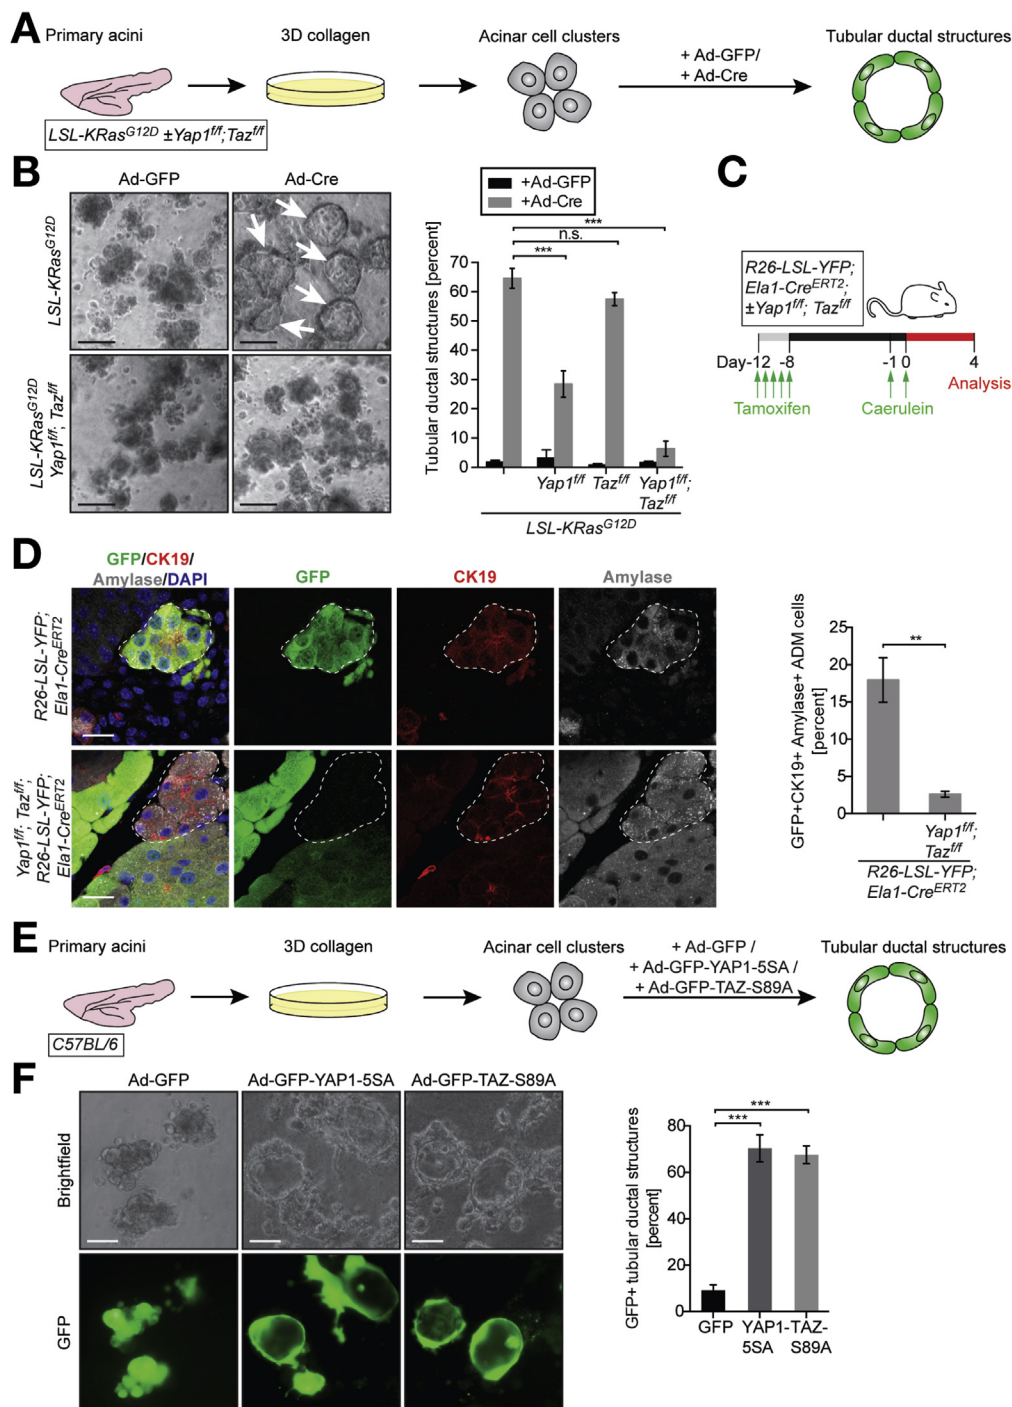 A
Primary acini
3D collagen
Acinar cell clusters
+ Ad-GFP/
+ Ad-Cre
Tubular ductal structures
LSL-KRasG12D ±Yap1f/f;Tazf/f
B
Ad-GFP
Ad-Cre
LSL-KRasG12D
LSL-KRasG12D
Yap1f/f; Tazf/f
+Ad-GFP
+Ad-Cre
***
n.s.
***
Tubular ductal structures [percent]
70
60
50
40
30
20
10
0
Yap1f/f
Tazf/f
Yap1f/f;
Tazf/f
LSL-KRasG12D
C
R26-LSL-YFP;
Ela1-CreERT2;
±Yap1f/f; Tazf/f
Day-12
-8
-1
0
4
Analysis
Tamoxifen
Caerulein
D
GFP/CK19/
Amylase/DAPI
GFP
CK19
Amylase
R26-LSL-YFP;
Ela1-CreERT2
Yap1f/f; Tazf/f;
R26-LSL-YFP;
Ela1-CreERT2
GFP+CK19+ Amylase+ ADM cells
[percent]
25
20
15
10
5
0
**
Yap1f/f;
Tazf/f
R26-LSL-YFP;
Ela1-CreERT2
E
Primary acini
3D collagen
Acinar cell clusters
+ Ad-GFP /
+ Ad-GFP-YAP1-5SA /
+ Ad-GFP-TAZ-S89A
Tubular ductal structures
C57BL/6
F
Ad-GFP
Ad-GFP-YAP1-5SA
Ad-GFP-TAZ-S89A
Brightfield
GFP
GFP+ tubular ductal structures
[percent]
80
60
40
20
0
***
***
GFP
YAP1-
5SA
TAZ-
S89A